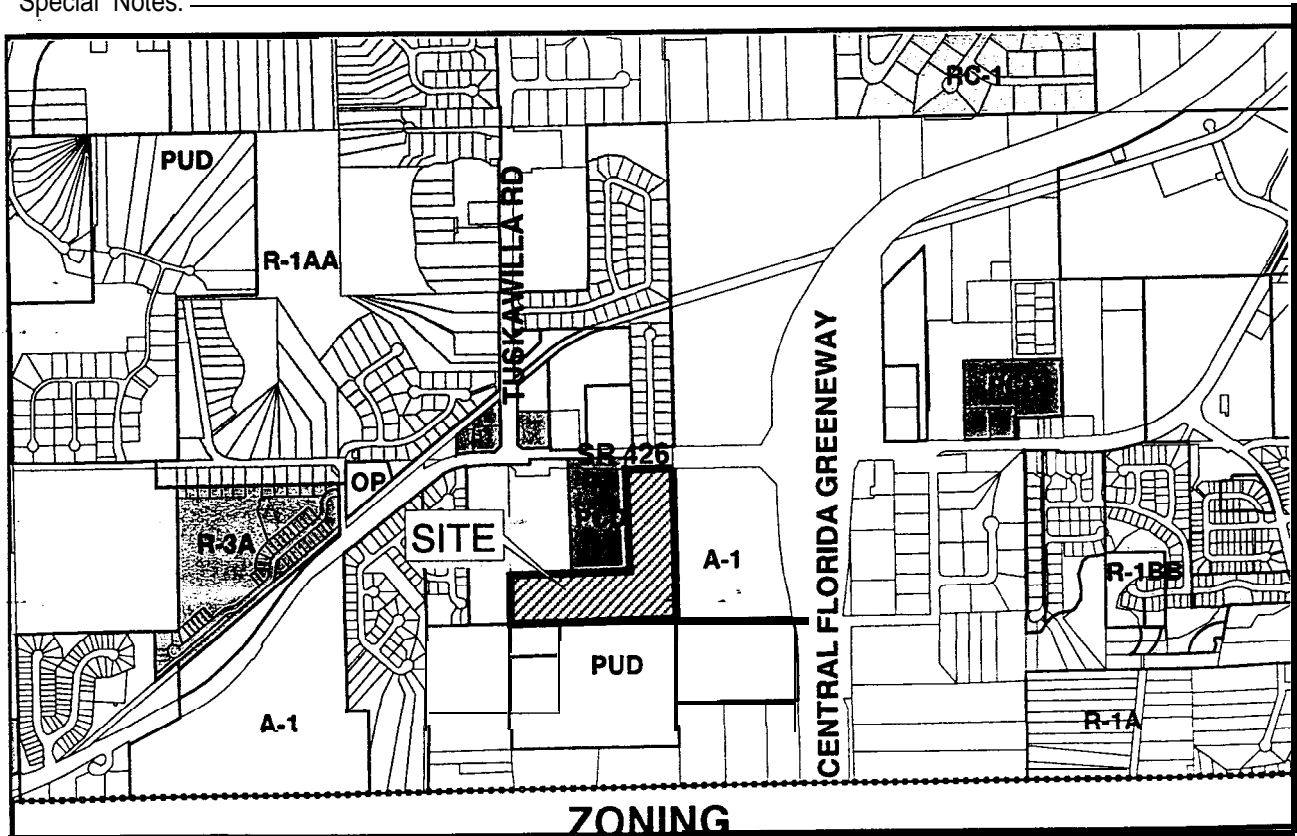 Special Notes:
RC-1
PUD
TUSKAWILLA RD
R-1AA
CENTRAL FLORIDA GREENEWAY
SR 426
OP
R-3A
SITE
A-1
R-1BB
PUD
A-1
R-1A
ZONING